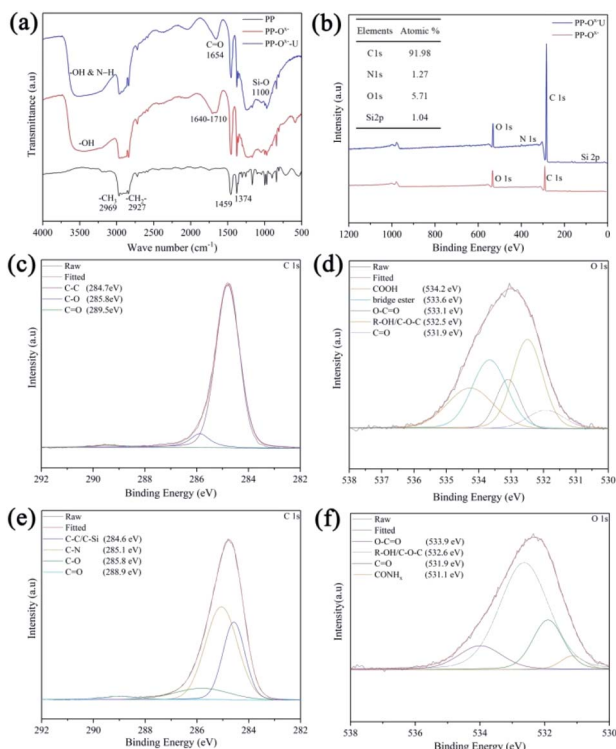 (a)
PP
PP-Oˣ⁻
PP-Oˣ⁻-U
C=O
1654
-OH & N-H
Si-O
1100
1640-1710
-OH
-CH₃
2969
-CH₂-
2927
1459
1374
Transmittance (a.u)
4000 3500 3000 2500 2000 1500 1000 500
Wave number (cm⁻¹)
(b)
Elements Atomic %
C1s 91.98
N1s 1.27
O1s 5.71
Si2p 1.04
PP-Oˣ⁻U
PP-Oˣ⁻
C 1s
O 1s
N 1s
Si 2p
O 1s
C 1s
Intensity (a.u)
1200 1000 800 600 400 200 0
Binding Energy (eV)
(c)
C 1s
Raw
Fitted
C-C (284.7eV)
C-O (285.8eV)
C=O (289.5eV)
Intensity (a.u)
292 290 288 286 284 282
Binding Energy (eV)
(d)
O 1s
Raw
Fitted
COOH (534.2 eV)
bridge ester (533.6 eV)
O-C=O (533.1 eV)
R-OH/C-O-C (532.5 eV)
C=O (531.9 eV)
Intensity (a.u)
538 537 536 535 534 533 532 531 530
Binding Energy (eV)
(e)
C 1s
Raw
Fitted
C-C/C-Si (284.6 eV)
C-N (285.1 eV)
C-O (285.8 eV)
C=O (288.9 eV)
Intensity (a.u)
292 290 288 286 284 282
Binding Energy (eV)
(f)
O 1s
Raw
Fitted
O-C=O (533.9 eV)
R-OH/C-O-C (532.6 eV)
C=O (531.9 eV)
CONHₓ (531.1 eV)
Intensity(a.u)
538 536 534 532 530
Binding Energy (eV)